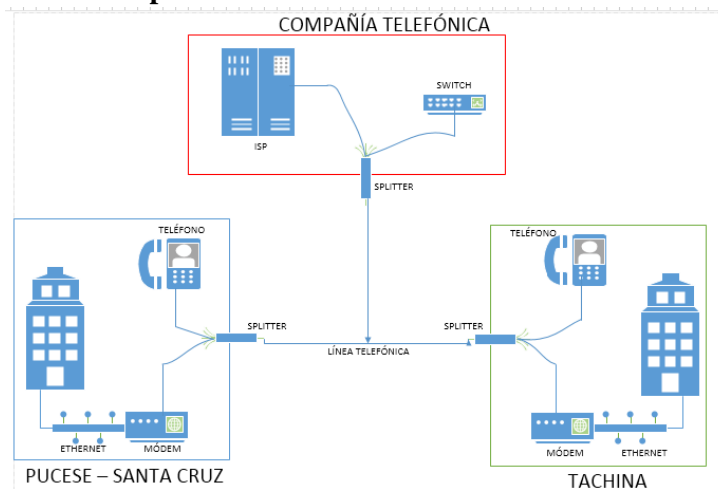 COMPAÑÍA TELEFÓNICA
SWITCH
ISP
SPLITTER
TELÉFONO
TELÉFONO
SPLITTER
SPLITTER
LÍNEA TELEFÓNICA
ETHERNET
MÓDEM
MÓDEM
ETHERNET
PUCESE – SANTA CRUZ
TACHINA